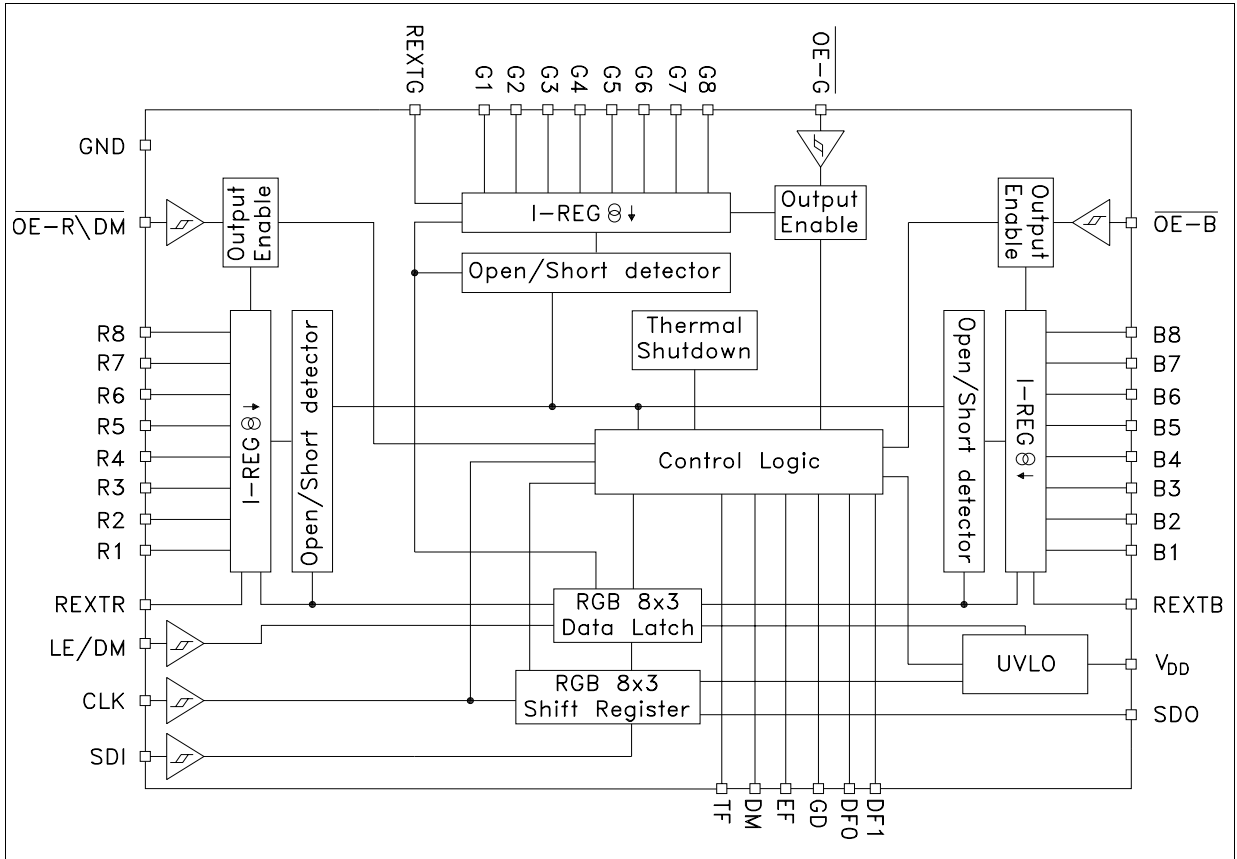 REXTG
G1
G2
G3
G4
G5
G6
G7
G8
OE-G
GND
OE-R\DM
Output
Enable
I-REG
Output
Enable
Output
Enable
OE-B
Open/Short detector
Thermal
Shutdown
R8
R7
R6
R5
R4
R3
R2
R1
I-REG
Open/Short detector
Control Logic
Open/Short detector
I-REG
B8
B7
B6
B5
B4
B3
B2
B1
REXTR
RGB 8x3
Data Latch
REXTB
LE/DM
UVLO
VDD
CLK
RGB 8x3
Shift Register
SDO
SDI
TF
DM
EF
GD
DF0
DF1